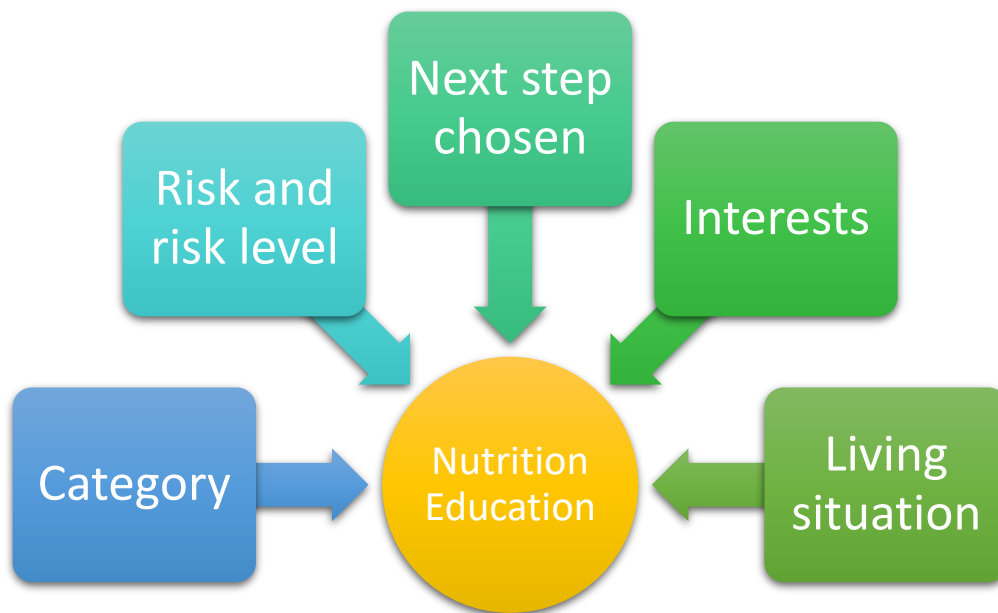 Next step
chosen
Risk and
risk level
Interests
Category
Nutrition
Education
Living
situation